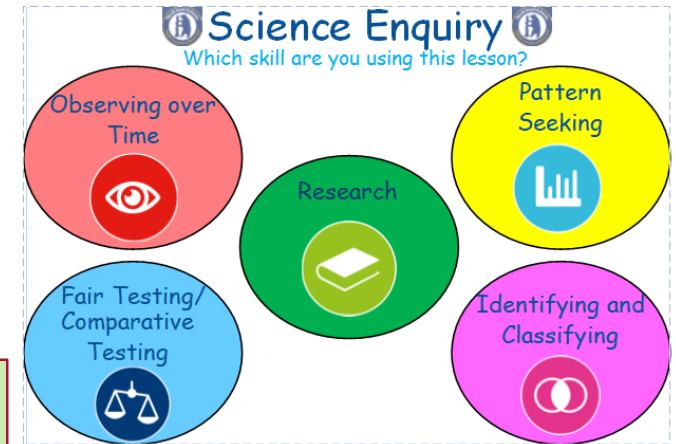 Science Enquiry
Which skill are you using this lesson?
Observing over
Time
Pattern
Seeking
Research
Fair Testing/
Comparative
Testing
Identifying and
Classifying